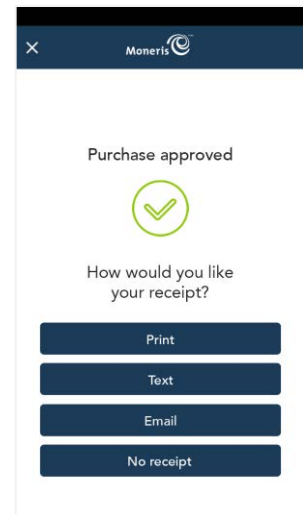 Moneris
Purchase approved
How would you like
your receipt?
Print
Text
Email
No receipt